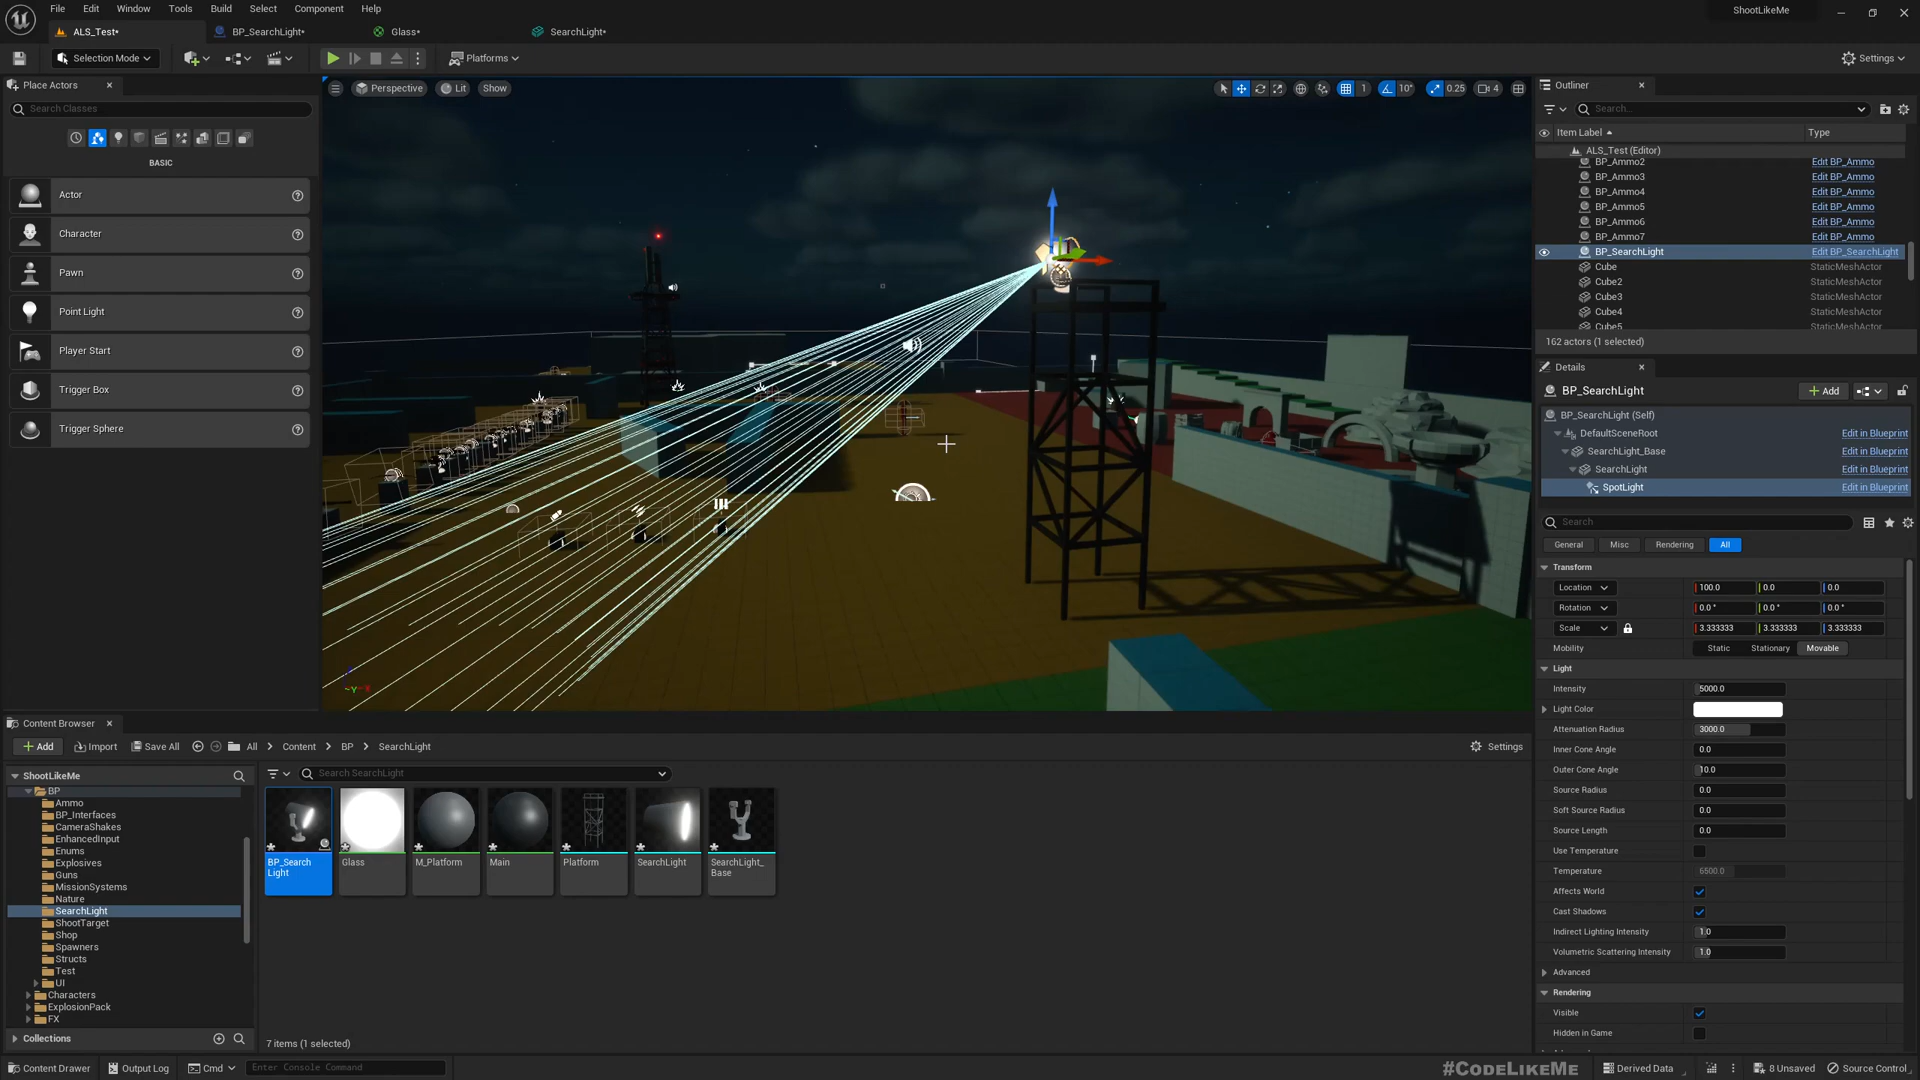 File Edit Window Tools Build Select Component Help
ShootLikeMe
ALS_Test*
BP_SearchLight*
Glass*
SearchLight*
Selection Mode
Platforms
Settings
Place Actors
Search Classes
BASIC
Actor
Character
Pawn
Point Light
Player Start
Trigger Box
Trigger Sphere
Perspective
Lit
Show
1
10°
0.25
4
Outliner
Search...
Item Label
Type
ALS_Test (Editor)
BP_Ammo2 Edit BP_Ammo
BP_Ammo3 Edit BP_Ammo
BP_Ammo4 Edit BP_Ammo
BP_Ammo5 Edit BP_Ammo
BP_Ammo6 Edit BP_Ammo
BP_Ammo7 Edit BP_Ammo
BP_SearchLight Edit BP_SearchLight
Cube StaticMeshActor
Cube2 StaticMeshActor
Cube3 StaticMeshActor
Cube4 StaticMeshActor
Cube5 StaticMeshActor
162 actors (1 selected)
Details
BP_SearchLight
Add
BP_SearchLight (Self)
DefaultSceneRoot Edit in Blueprint
SearchLight_Base Edit in Blueprint
SearchLight Edit in Blueprint
SpotLight Edit in Blueprint
Search
General Misc Rendering All
Transform
Location 100.0 0.0 0.0
Rotation 0.0 ° 0.0 ° 0.0 °
Scale 3.333333 3.333333 3.333333
Mobility Static Stationary Movable
Light
Intensity 5000.0
Light Color
Attenuation Radius 3000.0
Inner Cone Angle 0.0
Outer Cone Angle 10.0
Source Radius 0.0
Soft Source Radius 0.0
Source Length 0.0
Use Temperature
Temperature 6500.0
Affects World
Cast Shadows
Indirect Lighting Intensity 1.0
Volumetric Scattering Intensity 1.0
Advanced
Rendering
Visible
Hidden in Game
Content Browser
Add Import Save All All Content BP SearchLight
Settings
ShootLikeMe
BP
Ammo
BP_Interfaces
CameraShakes
EnhancedInput
Enums
Explosives
Guns
MissionSystems
Nature
SearchLight
ShootTarget
Shop
Spawners
Structs
Test
UI
Characters
ExplosionPack
FX
Collections
Search SearchLight
BP_Search
Light
Glass
M_Platform
Main
Platform
SearchLight
SearchLight_
Base
7 items (1 selected)
Content Drawer
Output Log
Cmd
Enter Console Command
#CODELIKEME
Derived Data
8 Unsaved
Source Control